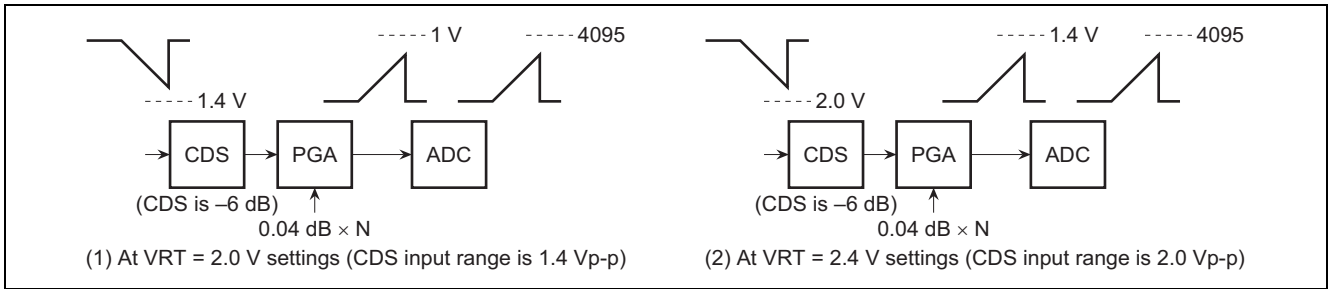 1 V
4095
1.4 V
CDS
PGA
ADC
(CDS is –6 dB)
0.04 dB × N
(1) At VRT = 2.0 V settings (CDS input range is 1.4 Vp-p)
1.4 V
4095
2.0 V
CDS
PGA
ADC
(CDS is –6 dB)
0.04 dB × N
(2) At VRT = 2.4 V settings (CDS input range is 2.0 Vp-p)